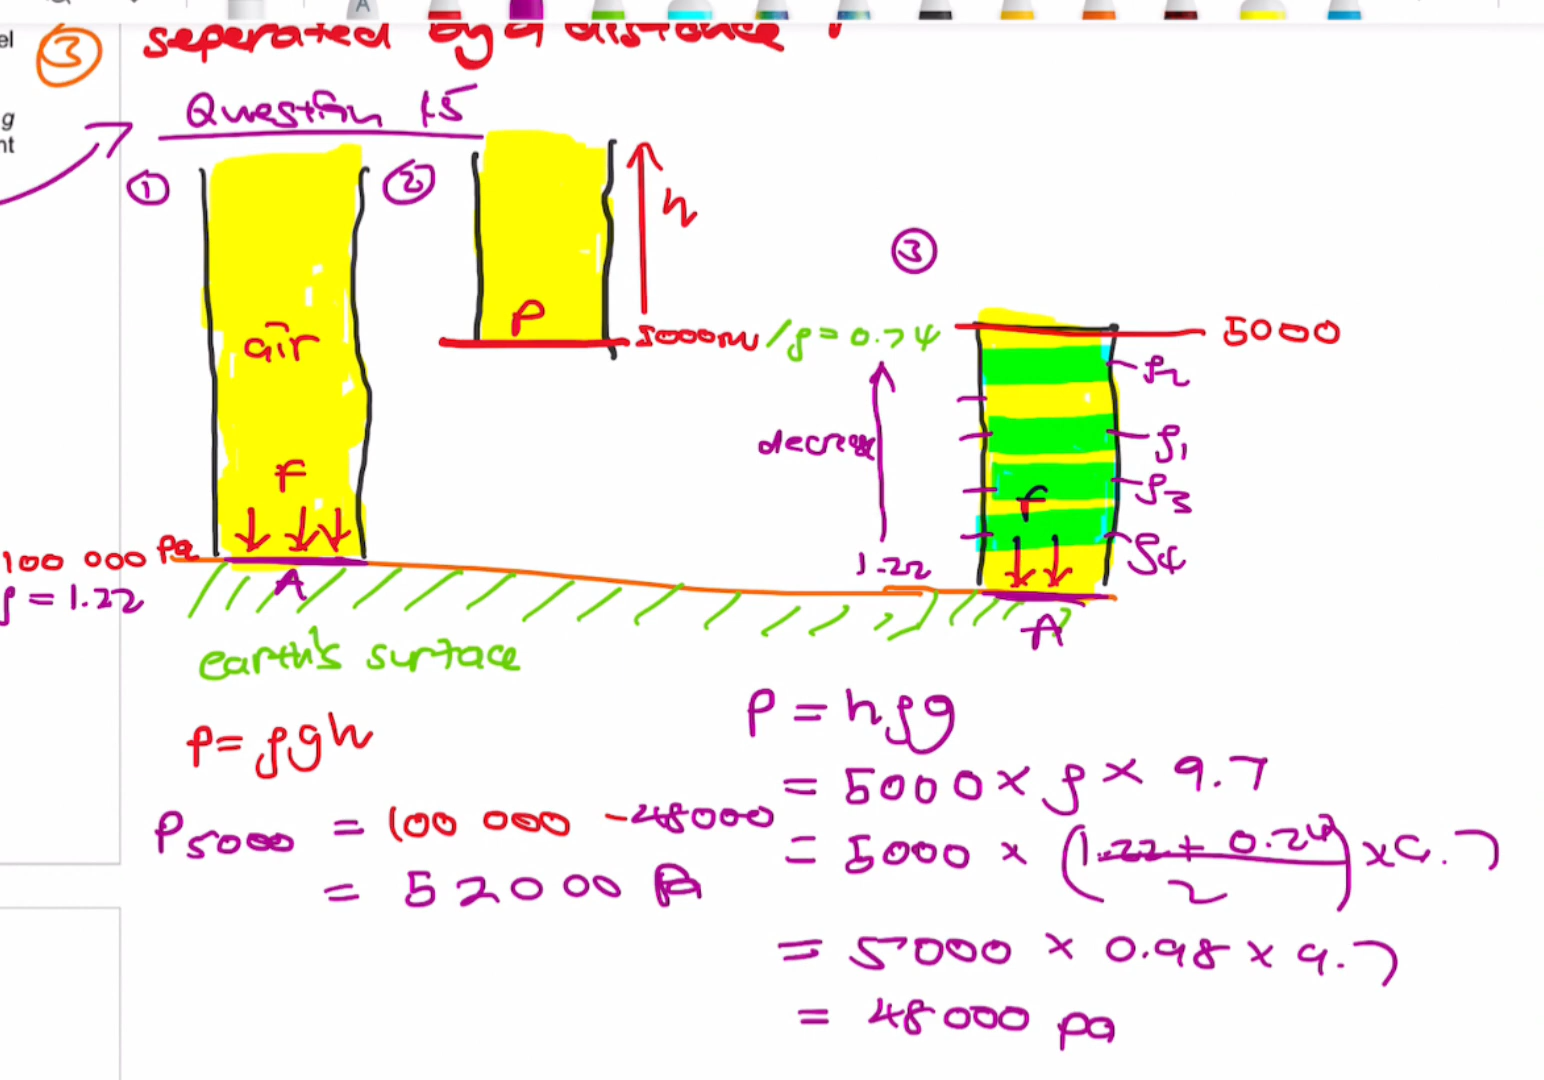 el
③ seperated by a distance r
g
nt
Question 15
①
②
h
③
air
P
5000m / ρ = 0.74
5000
ρ2
decrease
ρ1
F
F
ρ3
100 000 Pa
1.22
ρ4
ρ = 1.22
A
A
earth's surface
P = ρgh
P = hρg
= 5000 × ρ × 9.7
P5000 = 100 000 - 48000
= 5000 × (1.22 + 0.74 / 2) × 9.7
= 52000 Pa
= 5000 × 0.98 × 9.7
= 48000 pa